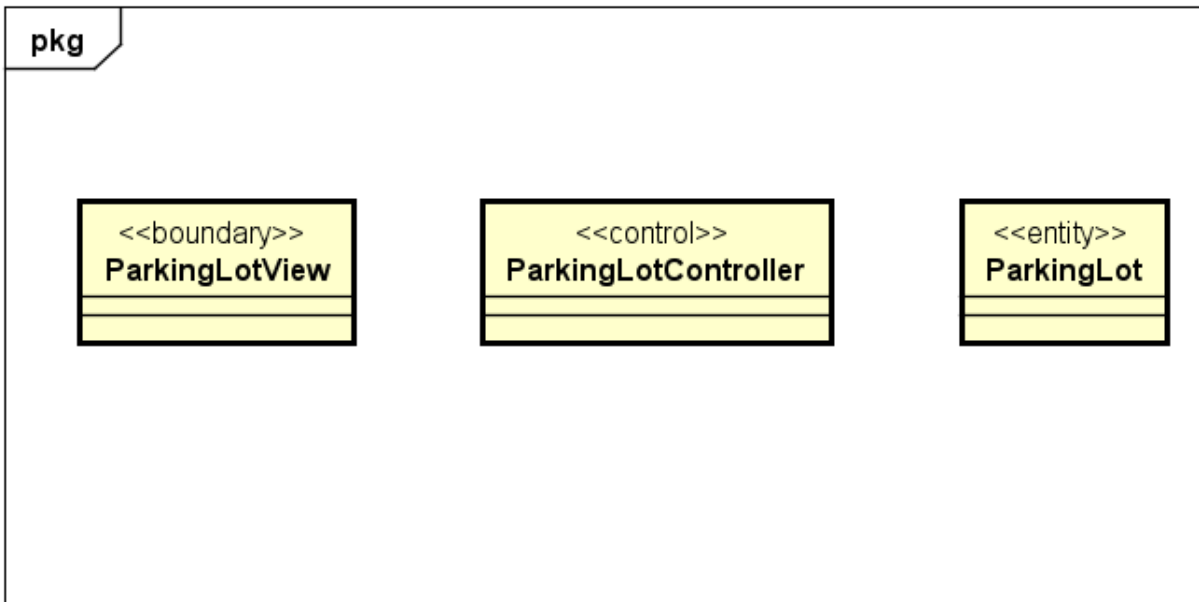 pkg
<<boundary>>
ParkingLotView
<<control>>
ParkingLotController
<<entity>>
ParkingLot